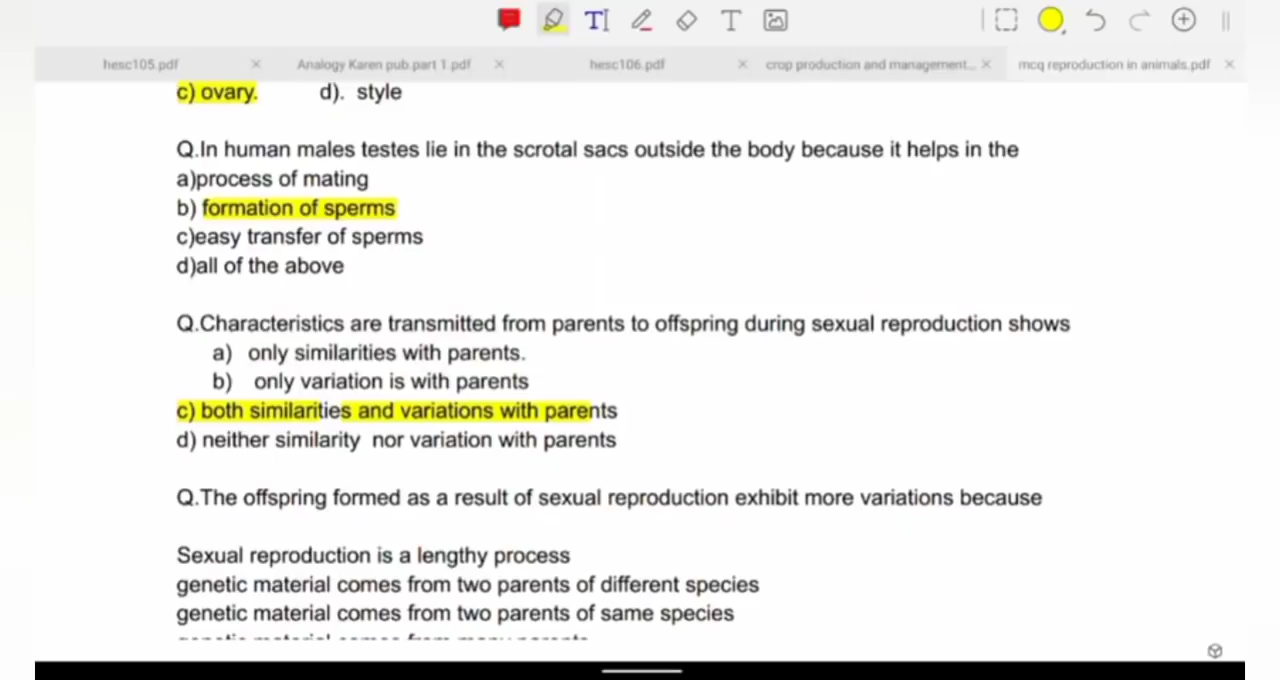 hesc105.pdf
Analogy Karen pub.part 1.pdf
hesc106.pdf
crop production and management...
mcq reproduction in animals.pdf
c) ovary. d). style
Q.In human males testes lie in the scrotal sacs outside the body because it helps in the
a)process of mating
b) formation of sperms
c)easy transfer of sperms
d)all of the above
Q.Characteristics are transmitted from parents to offspring during sexual reproduction shows
a) only similarities with parents.
b) only variation is with parents
c) both similarities and variations with parents
d) neither similarity nor variation with parents
Q.The offspring formed as a result of sexual reproduction exhibit more variations because
Sexual reproduction is a lengthy process
genetic material comes from two parents of different species
genetic material comes from two parents of same species